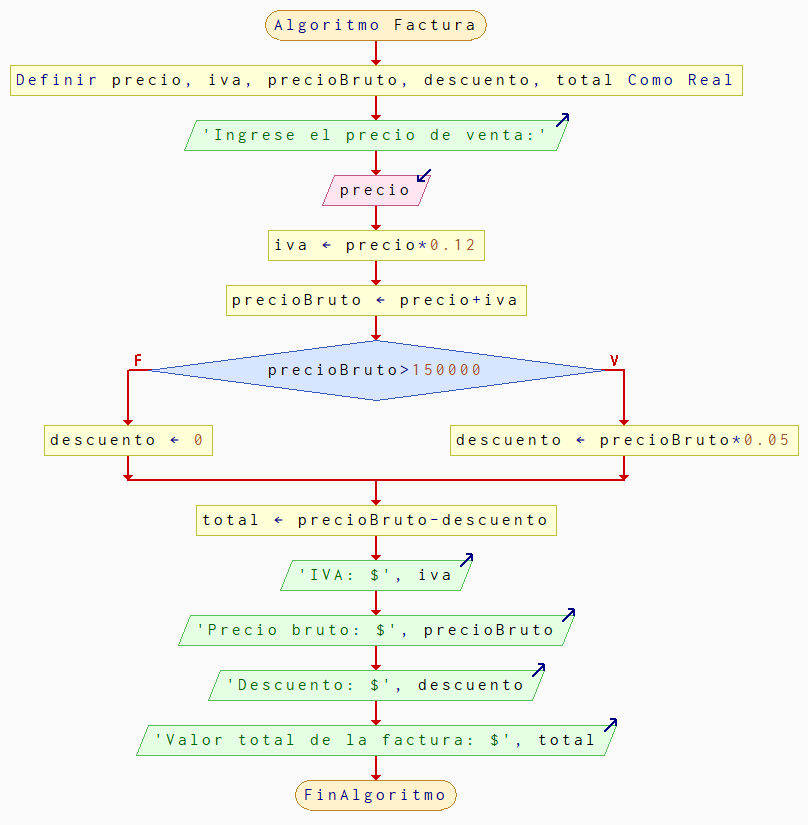 Algoritmo Factura
Definir precio, iva, precioBruto, descuento, total Como Real
'Ingrese el precio de venta:'
precio
iva ← precio*0.12
precioBruto ← precio+iva
F
V
precioBruto>150000
descuento ← 0
descuento ← precioBruto*0.05
total ← precioBruto-descuento
'IVA: $', iva
'Precio bruto: $', precioBruto
'Descuento: $', descuento
'Valor total de la factura: $', total
FinAlgoritmo